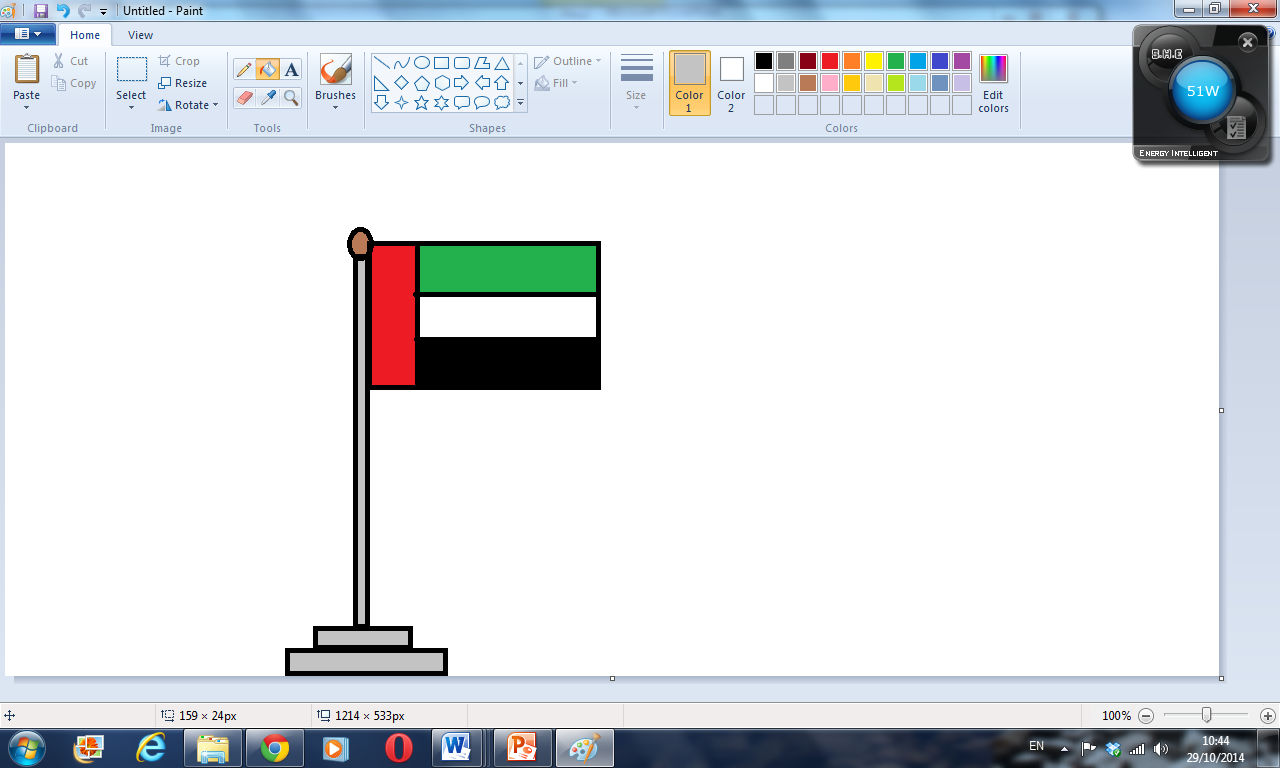 Untitled - Paint
Home View
Paste
Cut
Copy
Clipboard
Select
Crop
Resize
Rotate
Image
A
Tools
Brushes
Outline
Fill
Shapes
Size
Color 1
Color 2
Edit colors
Colors
B.H.E
51W
ENERGY INTELLIGENT
159 × 24px
1214 × 533px
100%
EN
10:44
29/10/2014